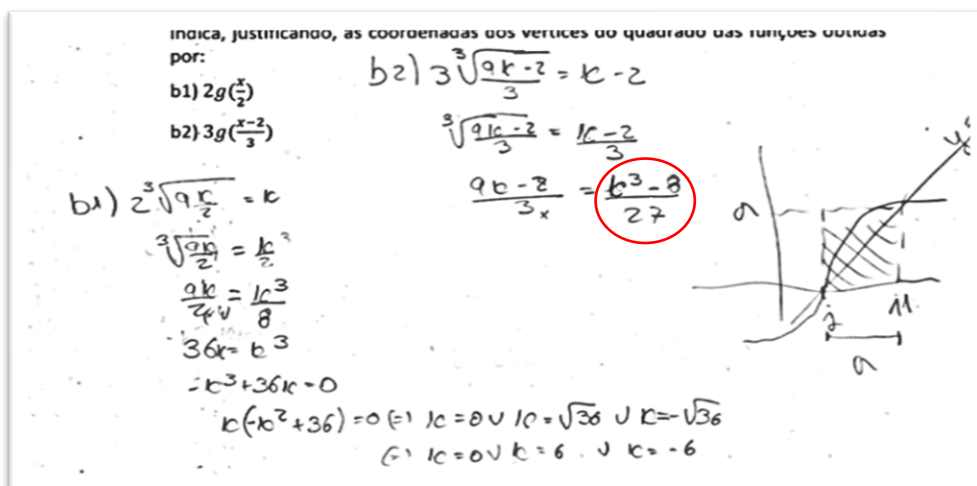 indica, justificando, as coordenadas dos vértices do quadrado das funções obtidas
por:
b1) 2g(x/2)
b2) 3g((x-2)/3)
b2) 3∛((9k-2)/3) = k-2
∛((9k-2)/3) = (k-2)/3
(9k-2)/3 = (k³-8)/27
b1) 2∛(9k/2) = k
∛(9k/2) = k/2
9k/2 = k³/8
36k = k³
-k³+36k=0
k(-k²+36)=0 (=) k=0 ∨ k=√36 ∨ k=-√36
(=) k=0 ∨ k=6 ∨ k=-6
9
2
11
9